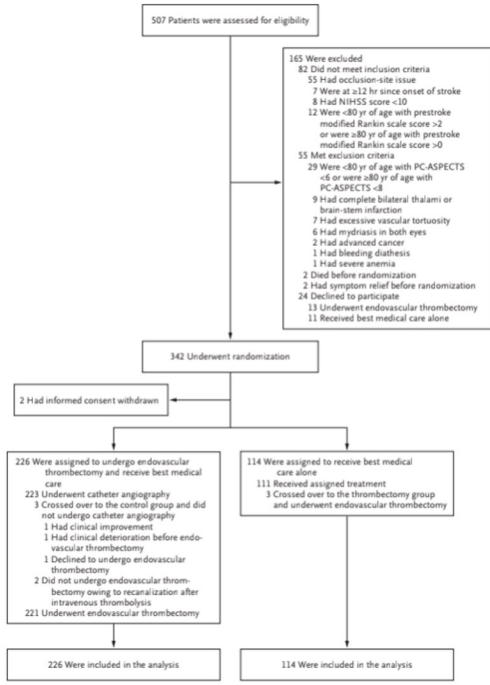 507 Patients were assessed for eligibility
165 Were excluded
82 Did not meet inclusion criteria
55 Had occlusion-site issue
7 Were at ≥12 hr since onset of stroke
8 Had NIHSS score <10
12 Were <80 yr of age with prestroke
modified Rankin scale score >2
or were ≥80 yr of age with prestroke
modified Rankin scale score >0
55 Met exclusion criteria
29 Were <80 yr of age with PC-ASPECTS
<6 or were ≥80 yr of age with
PC-ASPECTS <8
9 Had complete bilateral thalami or
brain-stem infarction
7 Had excessive vascular tortuosity
6 Had mydriasis in both eyes
2 Had advanced cancer
1 Had bleeding diathesis
1 Had severe anemia
2 Died before randomization
2 Had symptom relief before randomization
24 Declined to participate
13 Underwent endovascular thrombectomy
11 Received best medical care alone
342 Underwent randomization
2 Had informed consent withdrawn
226 Were assigned to undergo endovascular
thrombectomy and receive best medical
care
223 Underwent catheter angiography
3 Crossed over to the control group and did
not undergo catheter angiography
1 Had clinical improvement
1 Had clinical deterioration before endo-
vascular thrombectomy
1 Declined to undergo endovascular
thrombectomy
2 Did not undergo endovascular throm-
bectomy owing to recanalization after
intravenous thrombolysis
221 Underwent endovascular thrombectomy
114 Were assigned to receive best medical
care alone
111 Received assigned treatment
3 Crossed over to the thrombectomy group
and underwent endovascular thrombectomy
226 Were included in the analysis
114 Were included in the analysis